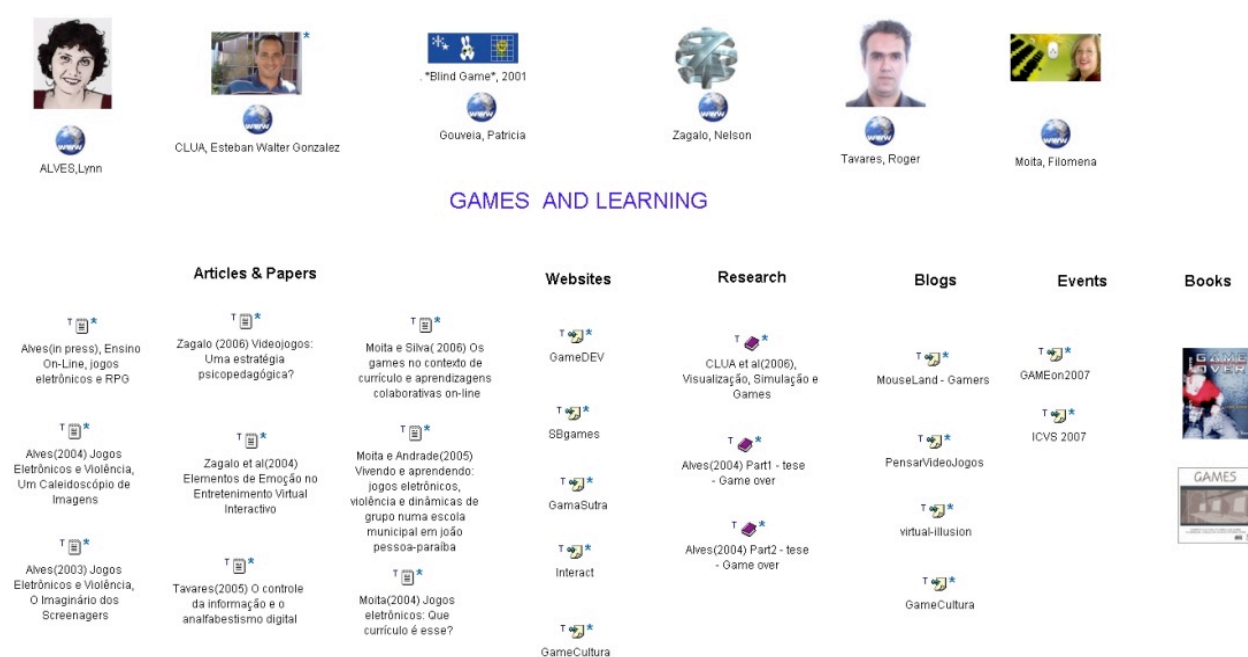 . *Blind Game*, 2001
ALVES,Lynn
CLUA, Esteban Walter Gonzalez
Gouveia, Patricia
Zagalo, Nelson
Tavares, Roger
Moita, Filomena
GAMES AND LEARNING
Articles & Papers
Alves(in press), Ensino
On-Line, jogos
eletrônicos e RPG
Alves(2004) Jogos
Eletrônicos e Violência,
Um Caleidoscópio de
Imagens
Alves(2003) Jogos
Eletrônicos e Violência,
O Imaginário dos
Screenagers
Zagalo (2006) Videojogos:
Uma estratégia
psicopedagógica?
Zagalo et al(2004)
Elementos de Emoção no
Entretenimento Virtual
Interactivo
Tavares(2005) O controle
da informação e o
analfabestismo digital
Moita e Silva( 2006) Os
games no contexto de
currículo e aprendizagens
colaborativas on-line
Moita e Andrade(2005)
Vivendo e aprendendo:
jogos eletrônicos,
violência e dinâmicas de
grupo numa escola
municipal em joão
pessoa-paraíba
Moita(2004) Jogos
eletrônicos: Que
currículo é esse?
Websites
GameDEV
SBgames
GamaSutra
Interact
GameCultura
Research
CLUA et al(2006),
Visualização, Simulação e
Games
Alves(2004) Part1 - tese
- Game over
Alves(2004) Part2 - tese
- Game over
Blogs
MouseLand - Gamers
PensarVideoJogos
virtual-illusion
GameCultura
Events
GAMEon2007
ICVS 2007
Books
GAME
OVER
GAMES